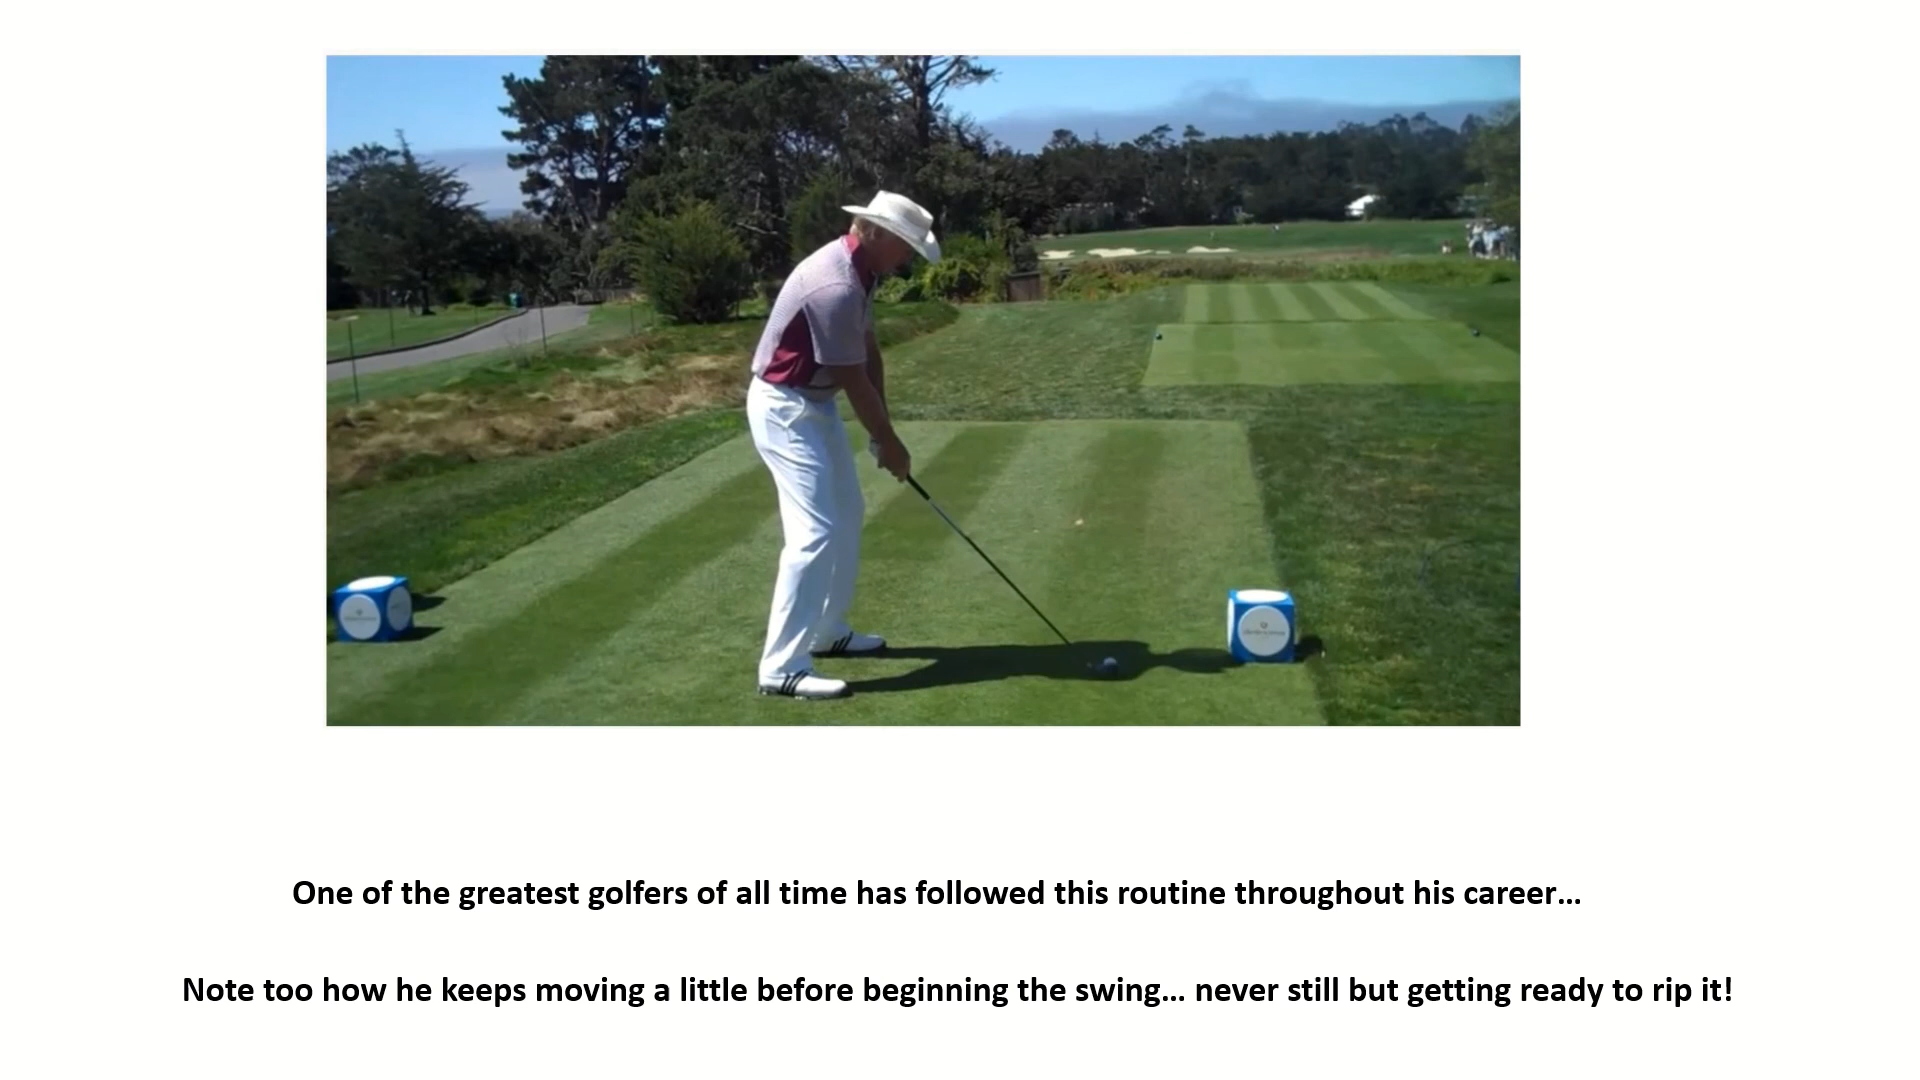 One of the greatest golfers of all time has followed this routine throughout his career...
Note too how he keeps moving a little before beginning the swing... never still but getting ready to rip it!